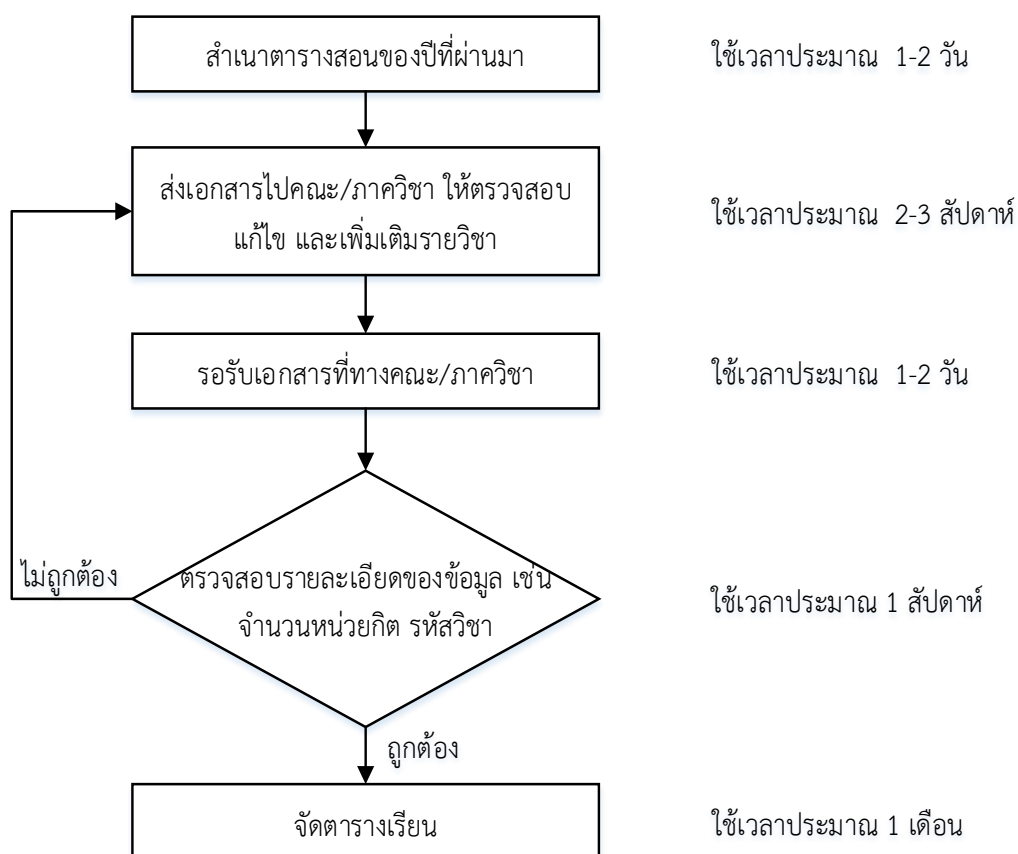 สำเนาตารางสอนของปีที่ผ่านมา
ใช้เวลาประมาณ 1-2 วัน
ส่งเอกสารไปคณะ/ภาควิชา ให้ตรวจสอบ
แก้ไข และเพิ่มเติมรายวิชา
ใช้เวลาประมาณ 2-3 สัปดาห์
รอรับเอกสารที่ทางคณะ/ภาควิชา
ใช้เวลาประมาณ 1-2 วัน
ไม่ถูกต้อง
ตรวจสอบรายละเอียดของข้อมูล เช่น
จำนวนหน่วยกิต รหัสวิชา
ใช้เวลาประมาณ 1 สัปดาห์
ถูกต้อง
จัดตารางเรียน
ใช้เวลาประมาณ 1 เดือน